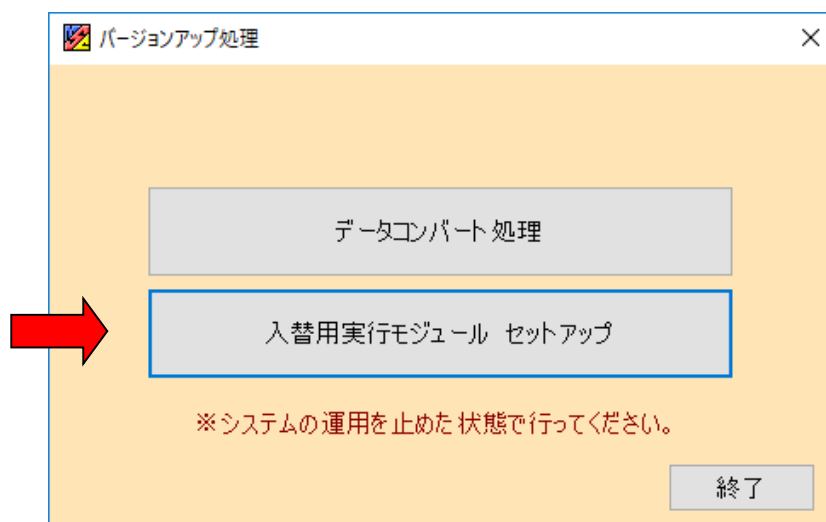 バージョンアップ処理
データコンバート処理
入替用実行モジュール セットアップ
※システムの運用を止めた状態で行ってください。
終了